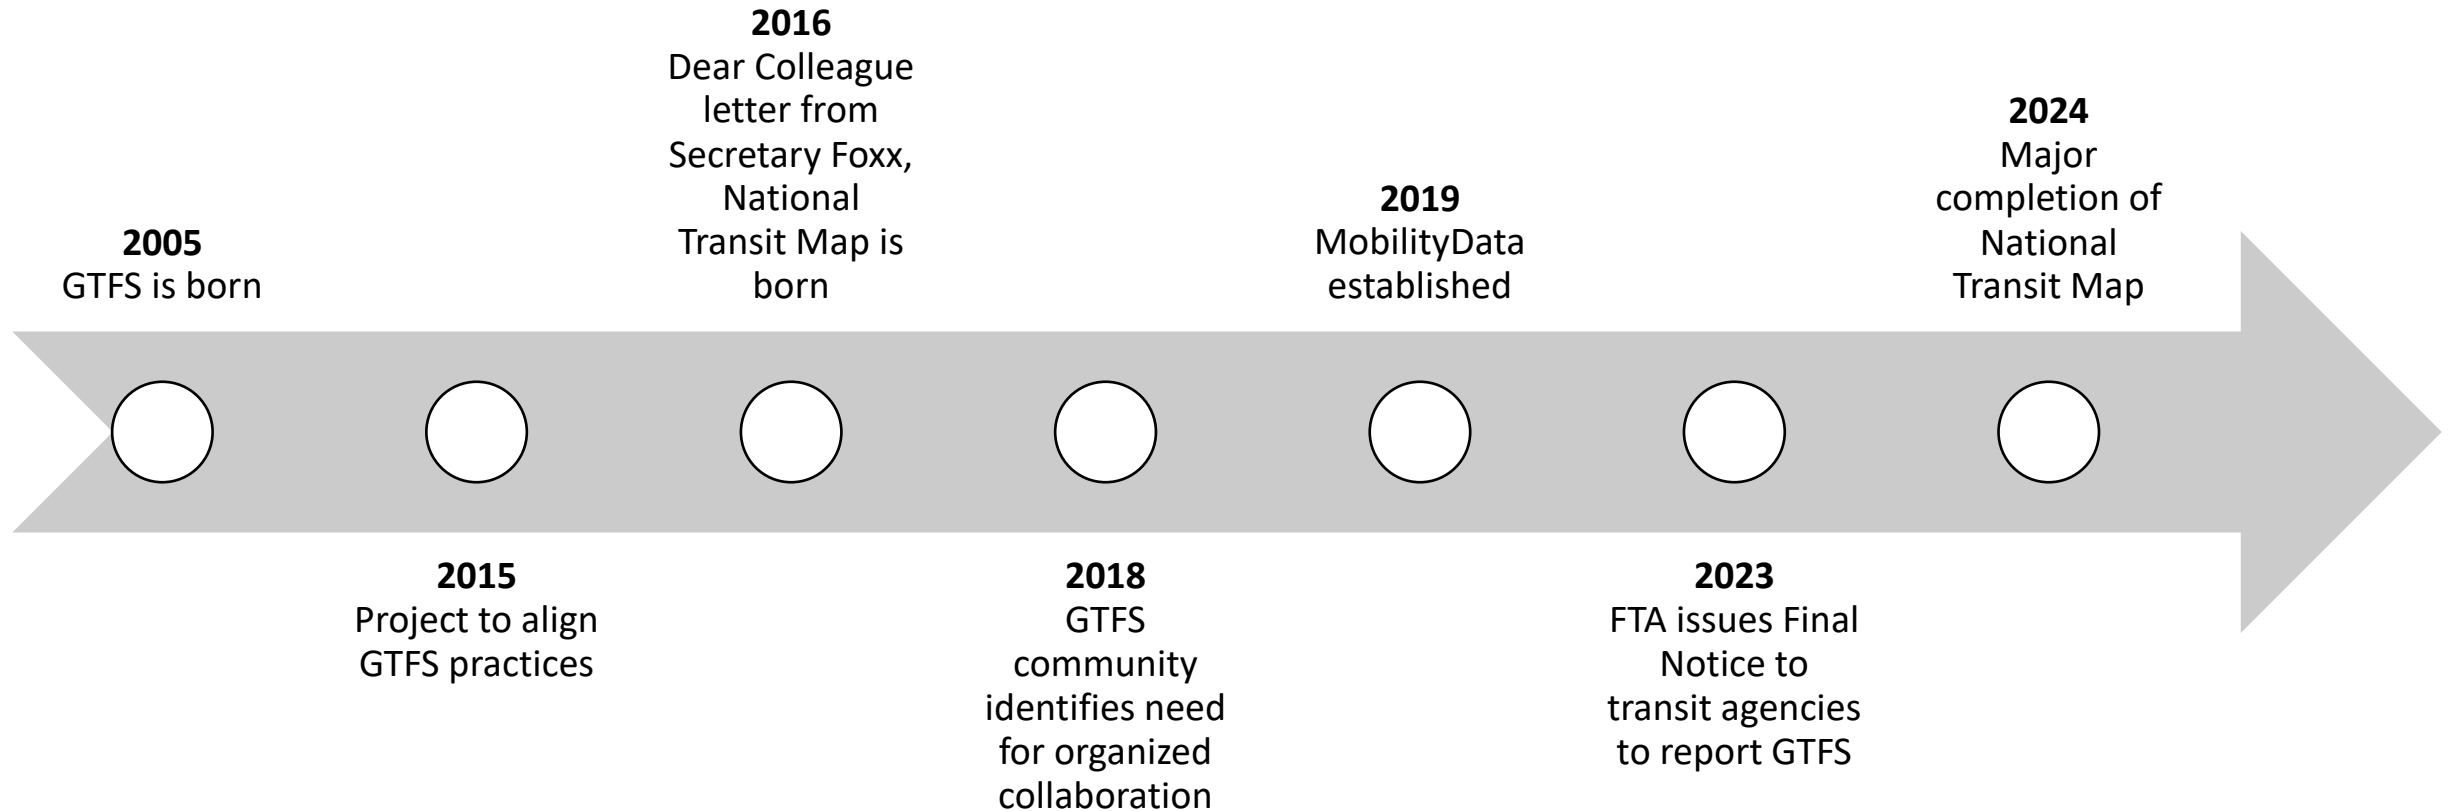 2005
GTFS is born
2015
Project to align
GTFS practices
2016
Dear Colleague
letter from
Secretary Foxx,
National
Transit Map is
born
2018
GTFS
community
identifies need
for organized
collaboration
2019
MobilityData
established
2023
FTA issues Final
Notice to
transit agencies
to report GTFS
2024
Major
completion of
National
Transit Map